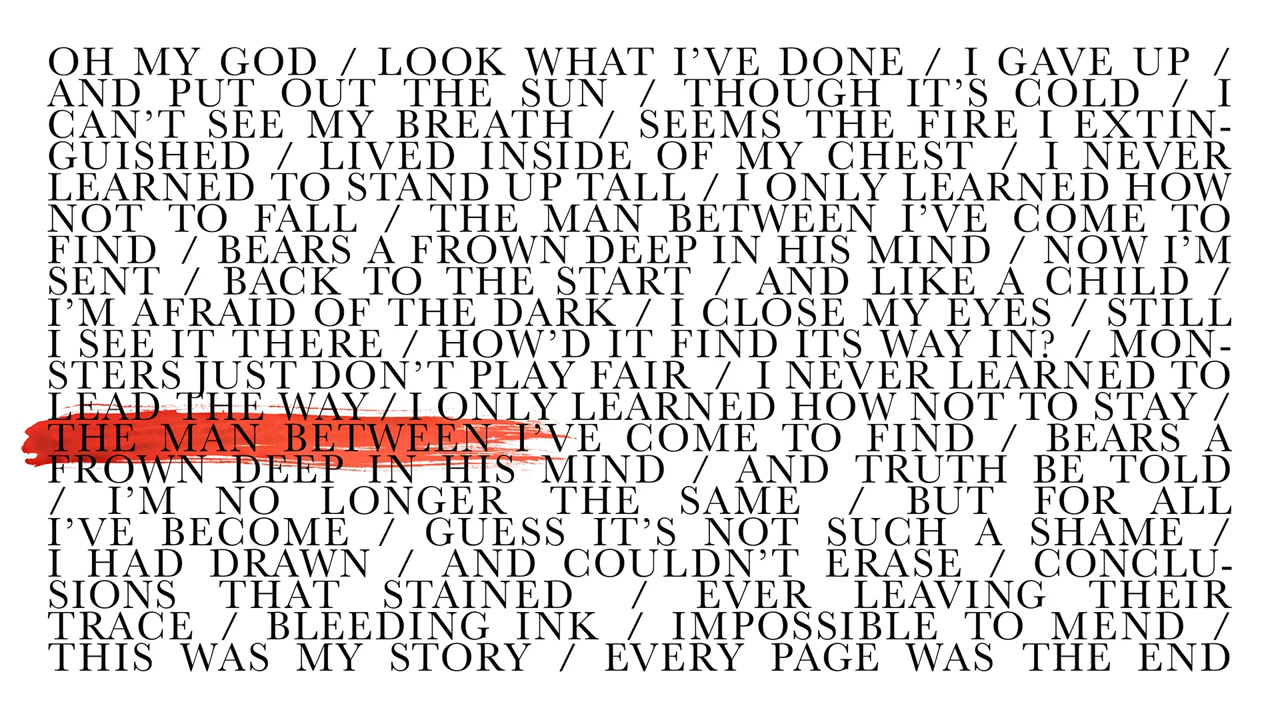 OH MY GOD / LOOK WHAT I'VE DONE / I GAVE UP /
AND PUT OUT THE SUN / THOUGH IT'S COLD / I
CAN'T SEE MY BREATH / SEEMS THE FIRE I EXTIN-
GUISHED / LIVED INSIDE OF MY CHEST / I NEVER
LEARNED TO STAND UP TALL / I ONLY LEARNED HOW
NOT TO FALL / THE MAN BETWEEN I'VE COME TO
FIND / BEARS A FROWN DEEP IN HIS MIND / NOW I'M
SENT / BACK TO THE START / AND LIKE A CHILD /
I'M AFRAID OF THE DARK / I CLOSE MY EYES / STILL
I SEE IT THERE / HOW'D IT FIND ITS WAY IN? / MON-
STERS JUST DON'T PLAY FAIR / I NEVER LEARNED TO
LEAD THE WAY / I ONLY LEARNED HOW NOT TO STAY /
THE MAN BETWEEN I'VE COME TO FIND / BEARS A
FROWN DEEP IN HIS MIND / AND TRUTH BE TOLD
/ I'M NO LONGER THE SAME / BUT FOR ALL
I'VE BECOME / GUESS IT'S NOT SUCH A SHAME /
I HAD DRAWN / AND COULDN'T ERASE / CONCLU-
SIONS THAT STAINED / EVER LEAVING THEIR
TRACE / BLEEDING INK / IMPOSSIBLE TO MEND /
THIS WAS MY STORY / EVERY PAGE WAS THE END